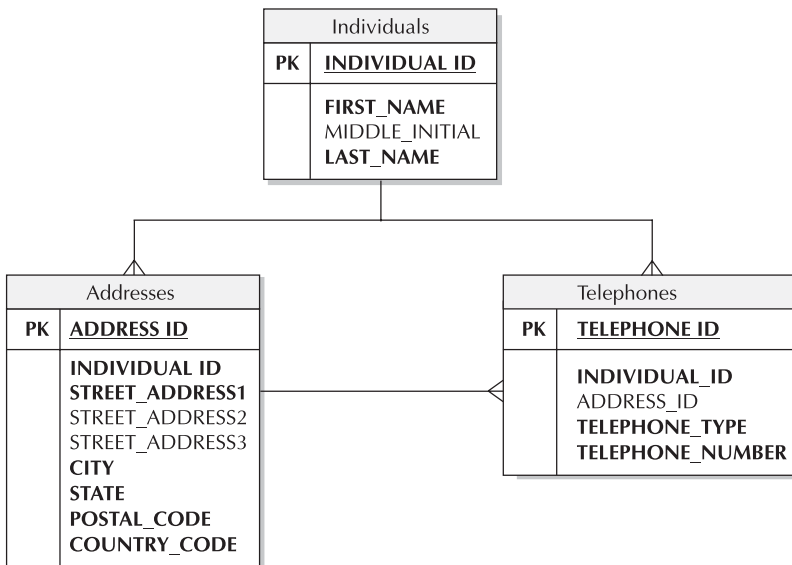 Individuals
PK INDIVIDUAL ID
FIRST_NAME
MIDDLE_INITIAL
LAST_NAME
Addresses
PK ADDRESS ID
INDIVIDUAL ID
STREET_ADDRESS1
STREET_ADDRESS2
STREET_ADDRESS3
CITY
STATE
POSTAL_CODE
COUNTRY_CODE
Telephones
PK TELEPHONE ID
INDIVIDUAL_ID
ADDRESS_ID
TELEPHONE_TYPE
TELEPHONE_NUMBER